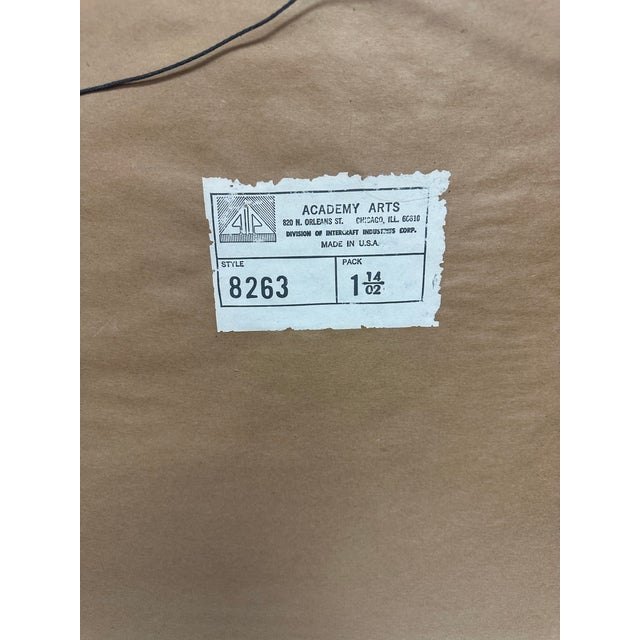 ACADEMY ARTS
820 N. ORLEANS ST. CHICAGO, ILL. 60610
DIVISION OF INTERCRAFT INDUSTRIES CORP.
MADE IN U.S.A.
STYLE
8263
PACK
1 14/02